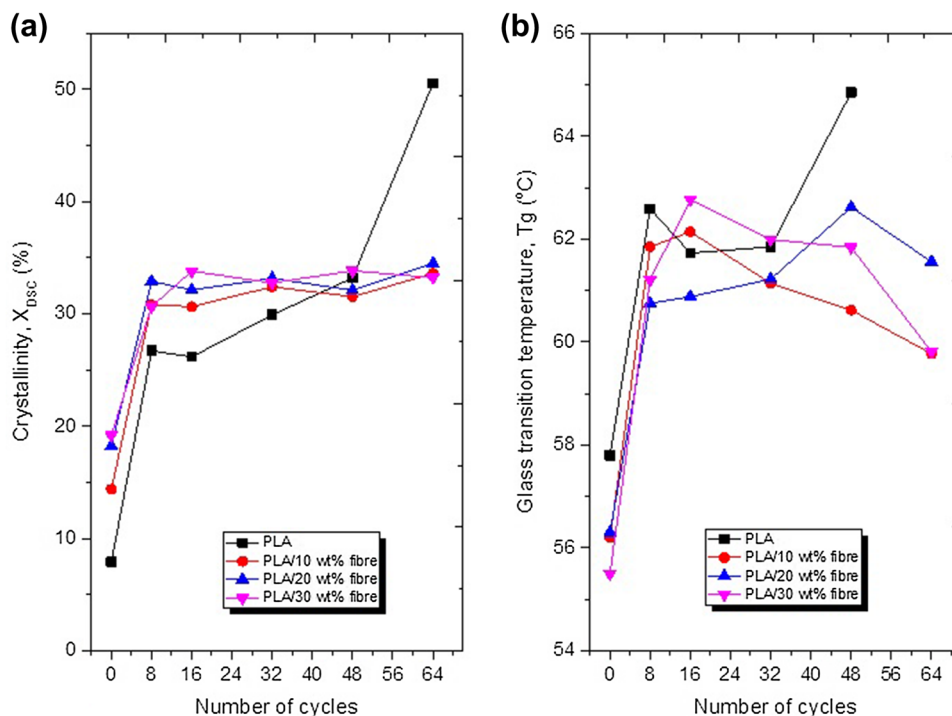 (a)
50
40
30
20
10
0
Crystallinity, X_DSC (%)
0 8 16 24 32 40 48 56 64
Number of cycles
PLA
PLA/10 wt% fibre
PLA/20 wt% fibre
PLA/30 wt% fibre
(b)
66
64
62
60
58
56
54
Glass transition temperature, Tg (ºC)
0 8 16 24 32 40 48 56 64
Number of cycles
PLA
PLA/10 wt% fibre
PLA/20 wt% fibre
PLA/30 wt% fibre